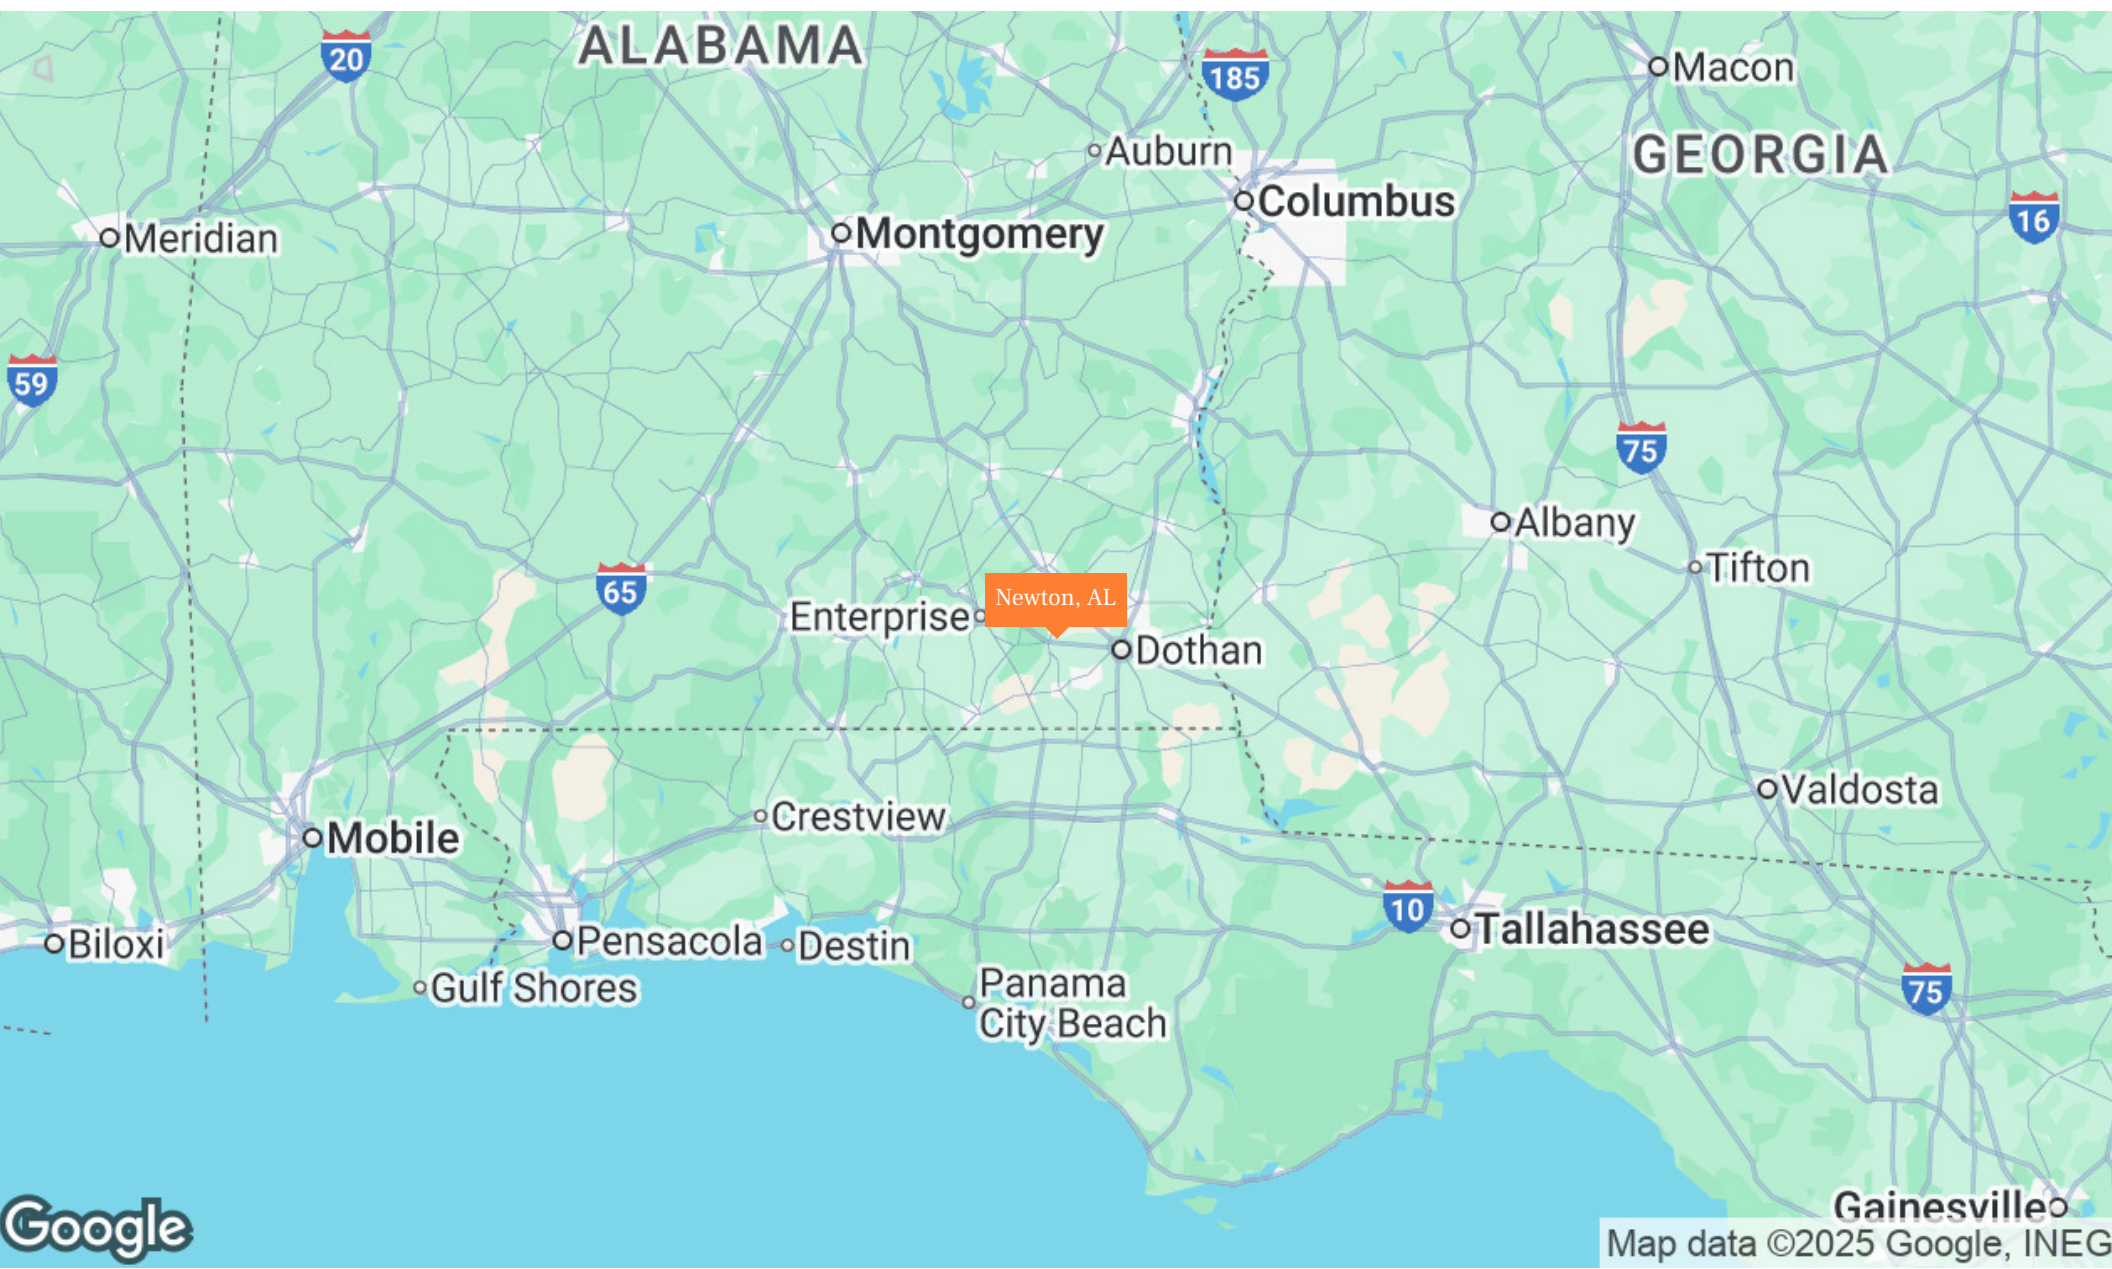 ALABAMA
20
185
Macon
Auburn
GEORGIA
Columbus
16
Meridian
Montgomery
59
75
Albany
Tifton
65
Newton, AL
Enterprise
Dothan
Valdosta
Crestview
Mobile
10
Tallahassee
Biloxi
Pensacola
Destin
Gulf Shores
Panama
City Beach
75
Gainesville
Google
Map data ©2025 Google, INEG